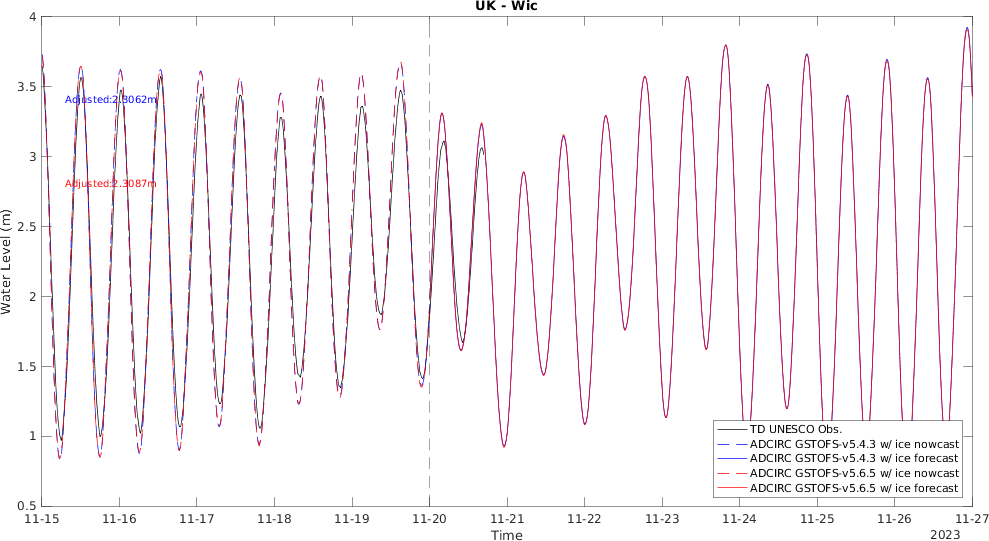 UK - Wic
Water Level (m)
4
3.5
3
2.5
2
1.5
1
0.5
Adjusted:2.3062m
Adjusted:2.3087m
TD UNESCO Obs.
ADCIRC GSTOFS-v5.4.3 w/ ice nowcast
ADCIRC GSTOFS-v5.4.3 w/ ice forecast
ADCIRC GSTOFS-v5.6.5 w/ ice nowcast
ADCIRC GSTOFS-v5.6.5 w/ ice forecast
11-15 11-16 11-17 11-18 11-19 11-20 11-21 11-22 11-23 11-24 11-25 11-26 11-27
Time
2023